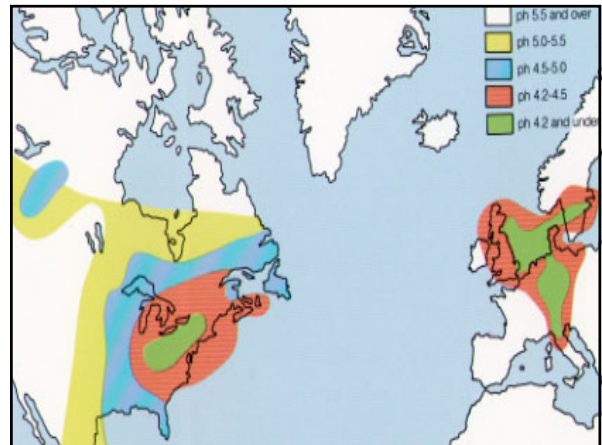 ph 5.5 and over
ph 5.0-5.5
ph 4.5-5.0
ph 4.2-4.5
ph 4.2 and under